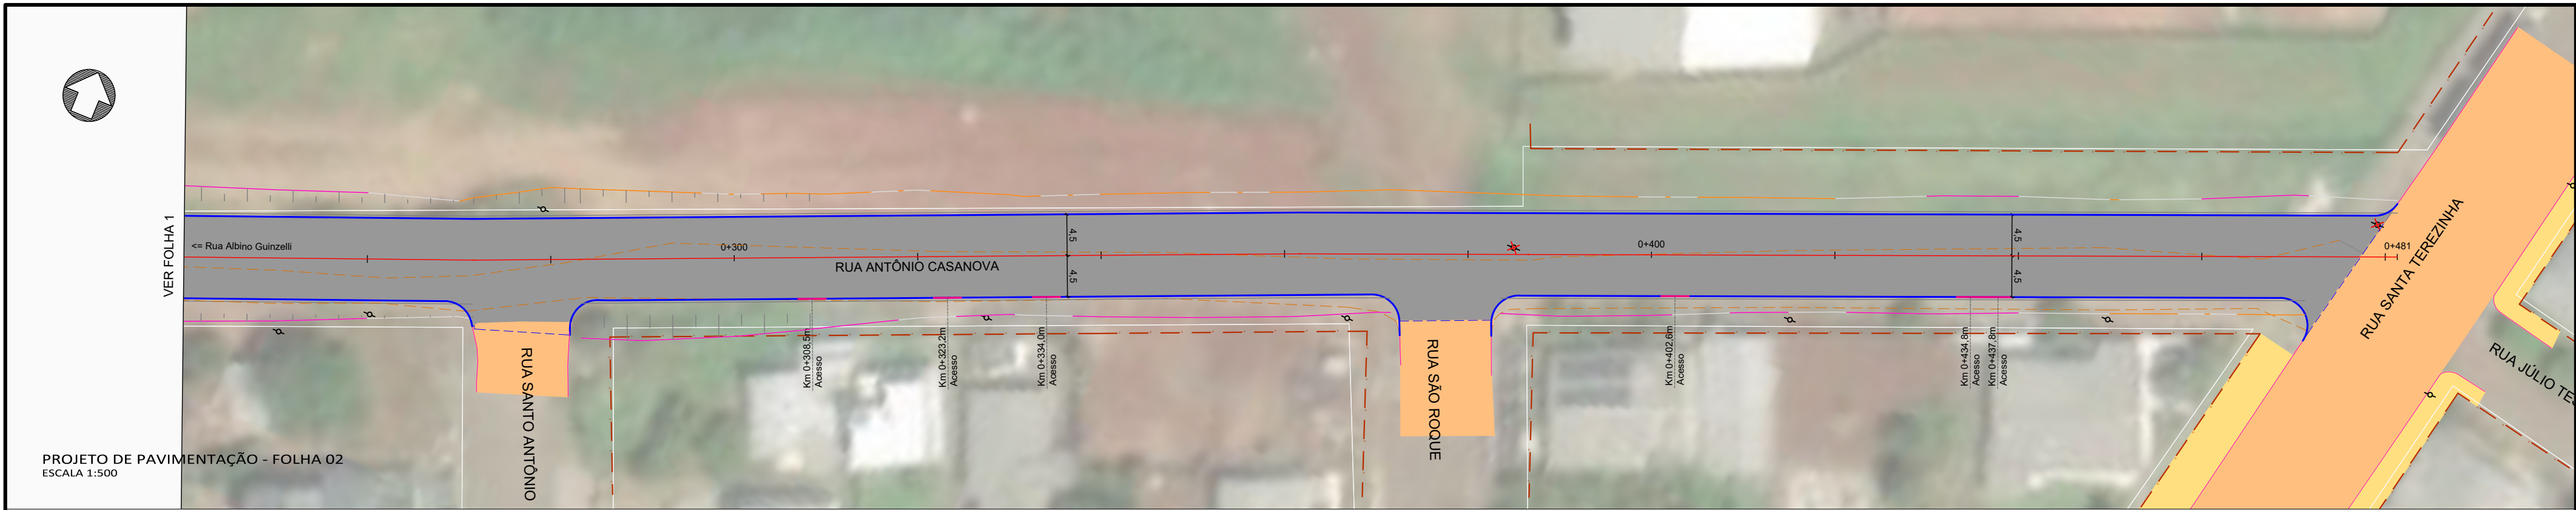 VER FOLHA 1
<= Rua Albino Guinzelli
0+300
RUA ANTÔNIO CASANOVA
4,5
4,5
0+400
4,5
4,5
0+481
RUA SANTA TEREZINHA
RUA JÚLIO TE
RUA SANTO ANTÔNIO
Km 0+308,5m
Acesso
Km 0+323,2m
Acesso
Km 0+334,0m
Acesso
RUA SÃO ROQUE
Km 0+402,6m
Acesso
Km 0+434,8m
Acesso
Km 0+437,8m
Acesso
PROJETO DE PAVIMENTAÇÃO - FOLHA 02
ESCALA 1:500